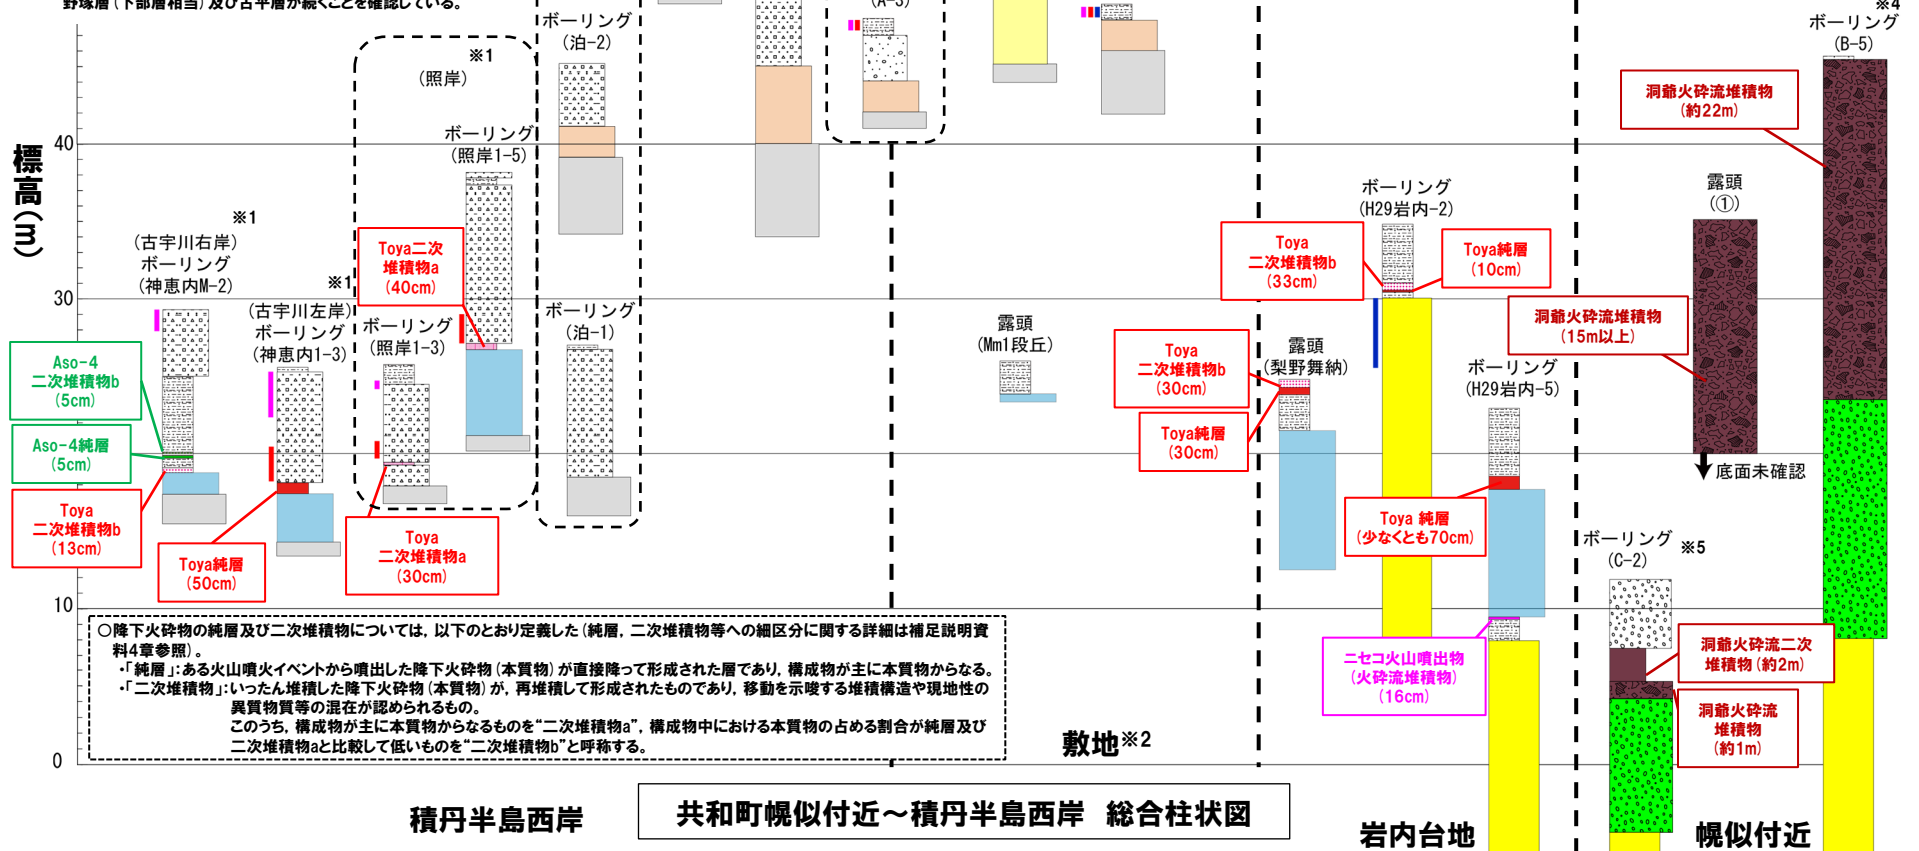 野塚層(下部層相当)及び古平層が続くことを確認している。
標高(m)
40
30
10
0
※1
(古宇川右岸)
ボーリング
(神恵内M-2)
※1
(古宇川左岸)
ボーリング
(神恵内1-3)
※1
(照岸)
ボーリング
(照岸1-5)
ボーリング
(照岸1-3)
ボーリング
(泊-2)
ボーリング
(泊-1)
(A-3)
Aso-4
二次堆積物b
(5cm)
Aso-4純層
(5cm)
Toya
二次堆積物b
(13cm)
Toya純層
(50cm)
Toya二次
堆積物a
(40cm)
Toya
二次堆積物a
(30cm)
露頭
(Mm1段丘)
Toya
二次堆積物b
(30cm)
Toya純層
(30cm)
露頭
(梨野舞納)
Toya
二次堆積物b
(33cm)
ボーリング
(H29岩内-2)
Toya純層
(10cm)
ボーリング
(H29岩内-5)
Toya 純層
(少なくとも70cm)
ニセコ火山噴出物
(火砕流堆積物)
(16cm)
※4
ボーリング
(B-5)
洞爺火砕流堆積物
(約22m)
露頭
(①)
洞爺火砕流堆積物
(15m以上)
底面未確認
ボーリング ※5
(C-2)
洞爺火砕流二次
堆積物(約2m)
洞爺火砕流
堆積物
(約1m)
○降下火砕物の純層及び二次堆積物については,以下のとおり定義した(純層,二次堆積物等への細区分に関する詳細は補足説明資
料4章参照)。
・「純層」:ある火山噴火イベントから噴出した降下火砕物(本質物)が直接降って形成された層であり,構成物が主に本質物からなる。
・「二次堆積物」:いったん堆積した降下火砕物(本質物)が,再堆積して形成されたものであり,移動を示唆する堆積構造や現地性の
異質物質等の混在が認められるもの。
このうち,構成物が主に本質物からなるものを“二次堆積物a”,構成物中における本質物の占める割合が純層及び
二次堆積物aと比較して低いものを“二次堆積物b”と呼称する。
敷地※2
積丹半島西岸
共和町幌似付近~積丹半島西岸 総合柱状図
岩内台地
幌似付近